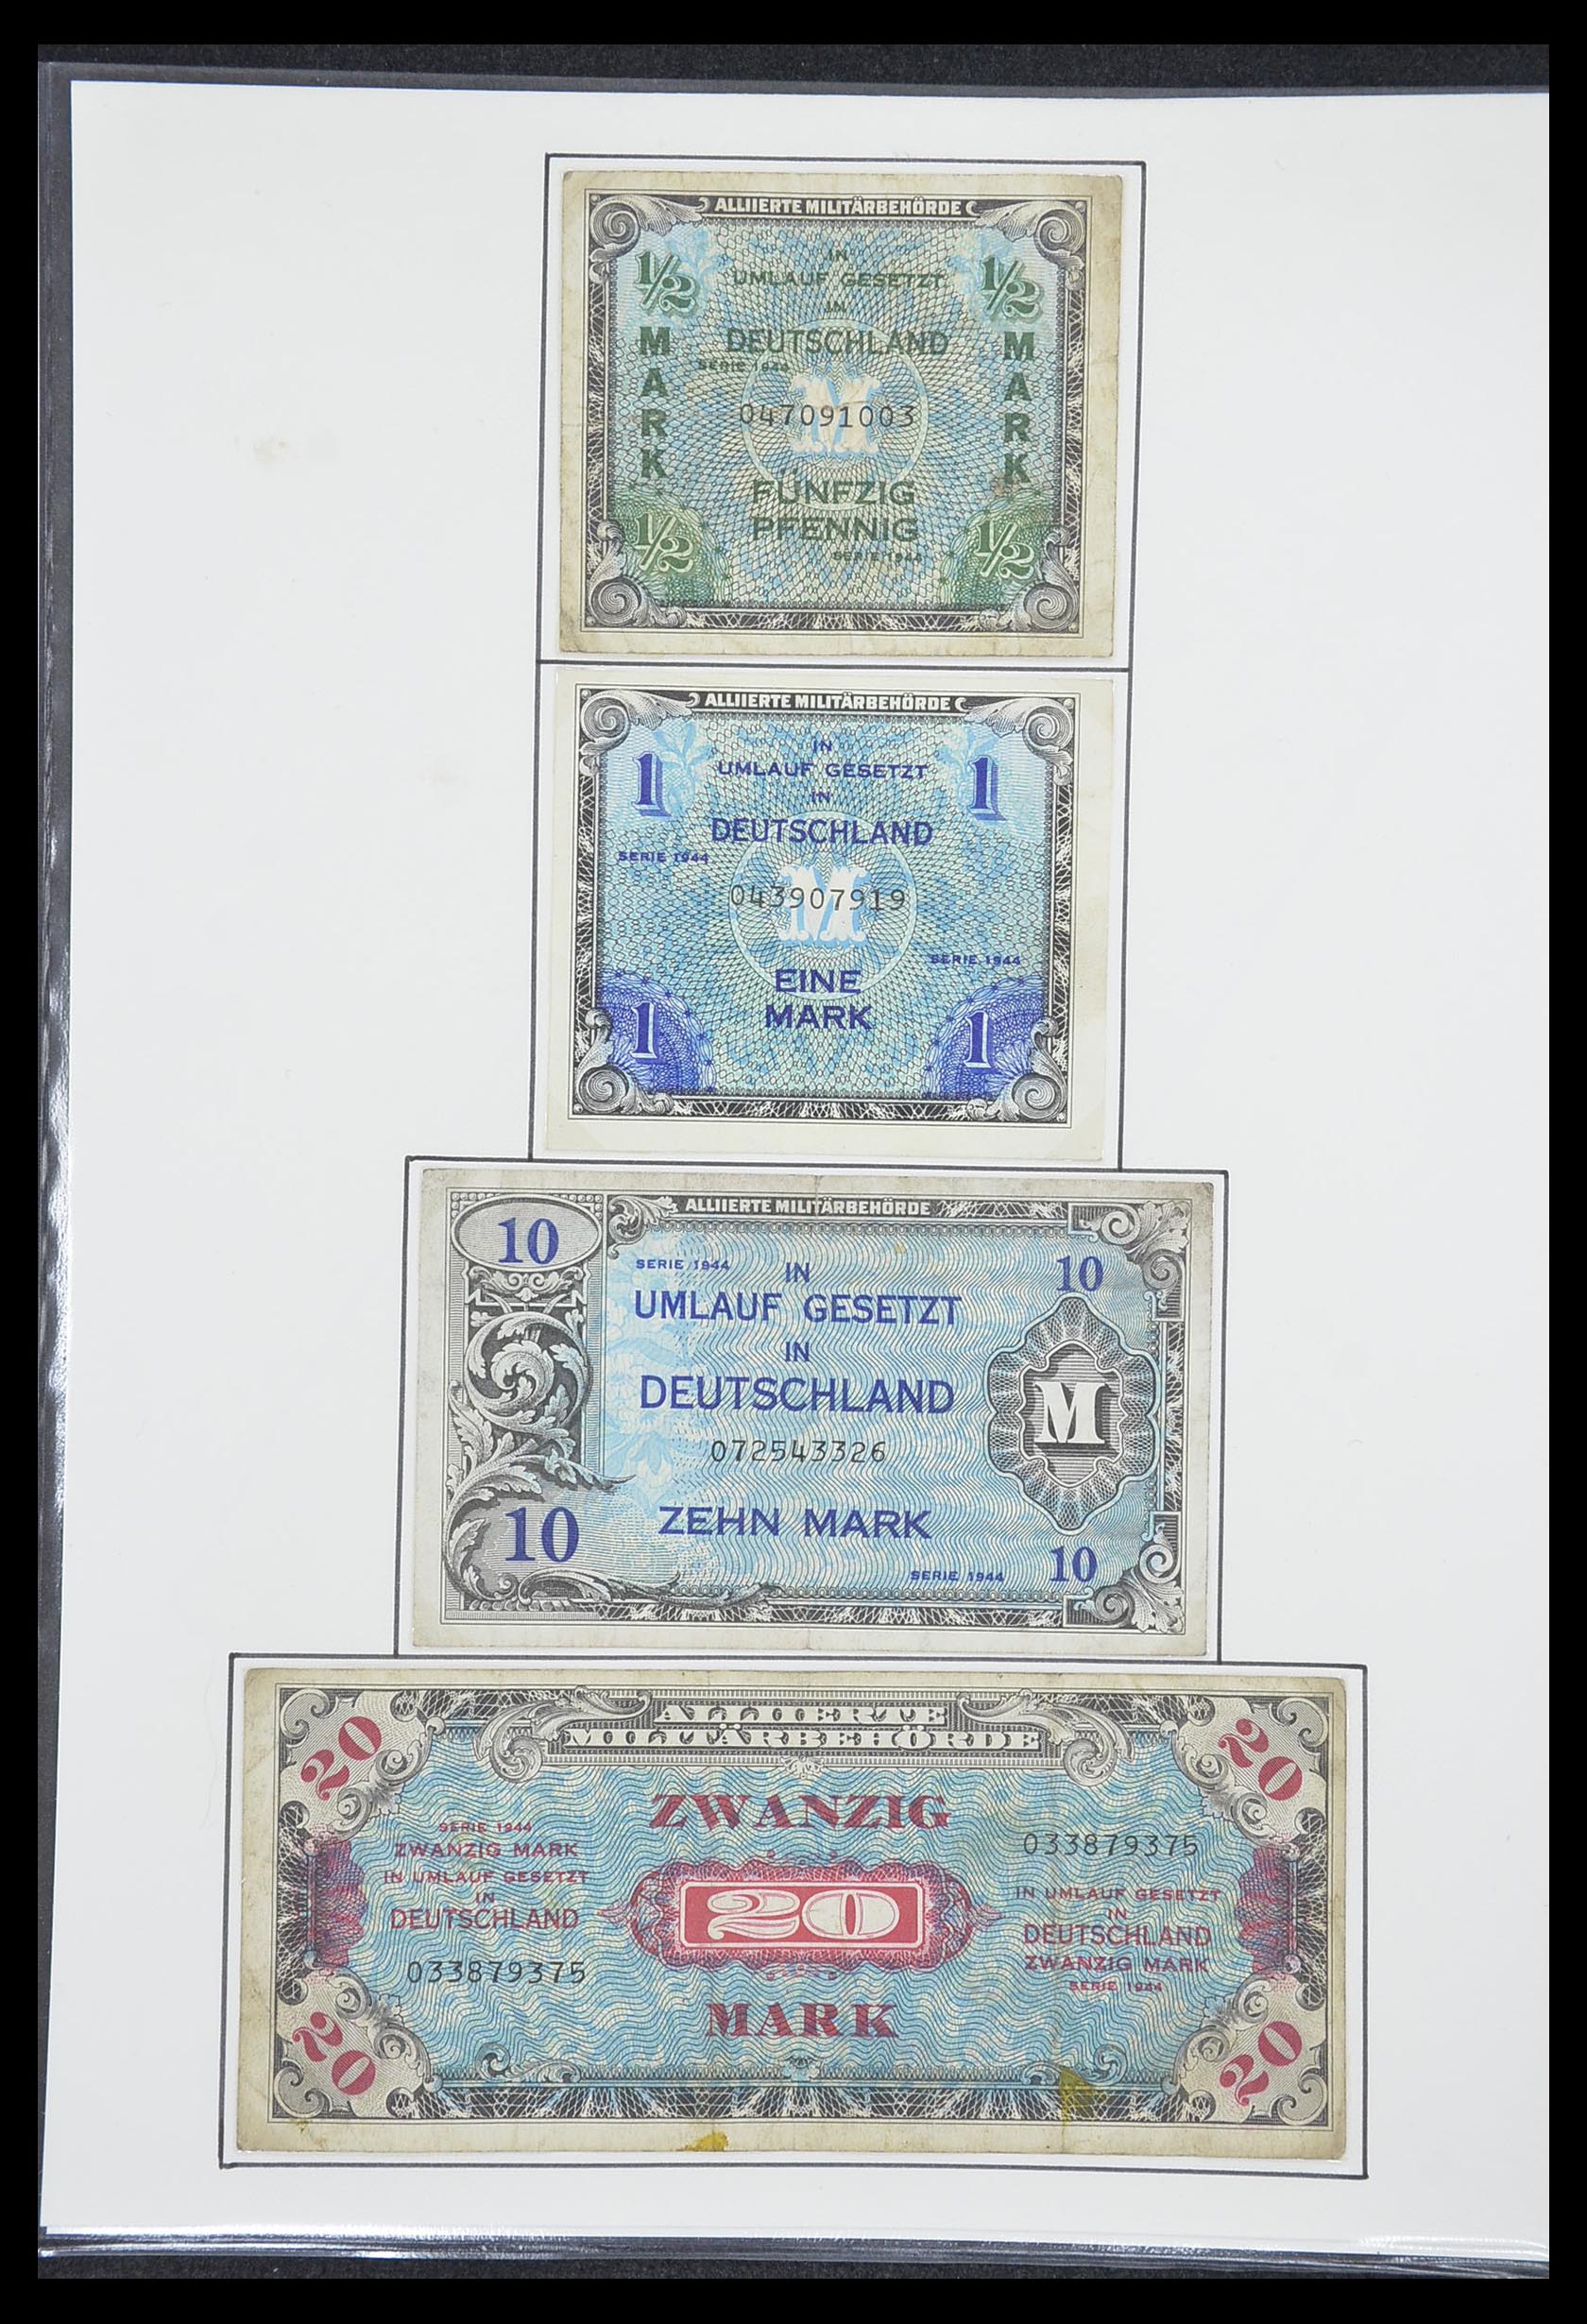 ALLIIERTE MILITÄRBEHÖRDE
1/2 1/2
IN
UMLAUF GESETZT
IN
DEUTSCHLAND
SERIE 1944
MARK MARK
M
047091003
FÜNFZIG
PFENNIG
SERIE 1944
1/2 1/2
ALLIIERTE MILITÄRBEHÖRDE
1 1
IN
UMLAUF GESETZT
IN
DEUTSCHLAND
SERIE 1944
M
043907919
SERIE 1944
EINE
MARK
1 1
ALLIIERTE MILITÄRBEHÖRDE
10 10
SERIE 1944 IN
UMLAUF GESETZT
IN
DEUTSCHLAND
M
072543326
ZEHN MARK
10 10
SERIE 1944
ALLIIERTE
MILITÄRBEHÖRDE
20 20
ZWANZIG
SERIE 1944
ZWANZIG MARK
IN UMLAUF GESETZT
IN
DEUTSCHLAND
033879375
20
033879375
IN UMLAUF GESETZT
IN
DEUTSCHLAND
ZWANZIG MARK
SERIE 1944
MARK
20 20